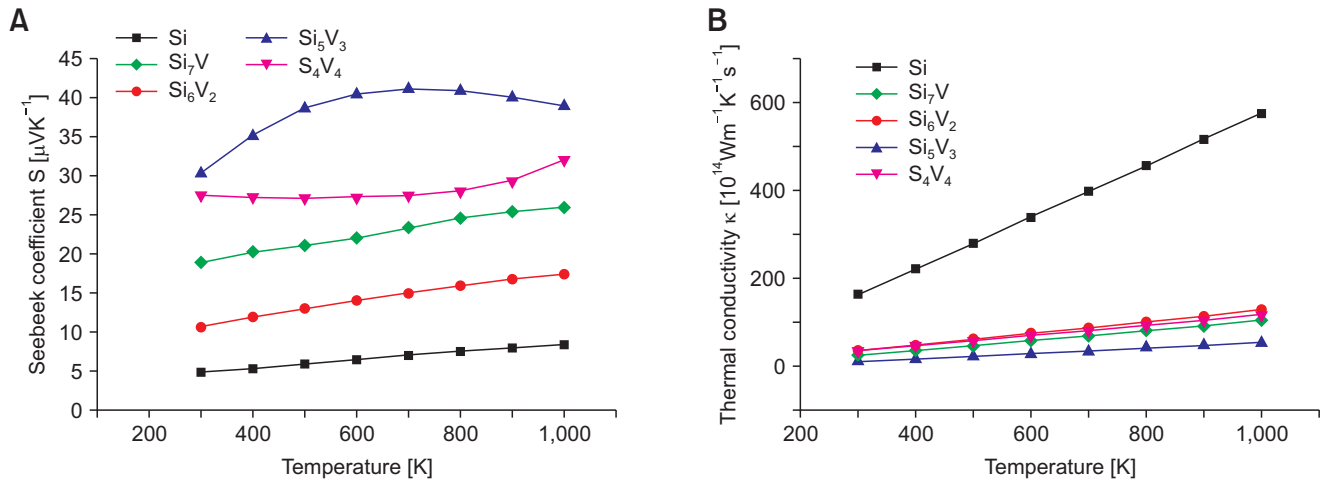 A
Si
Si₇V
Si₆V₂
Si₅V₃
S₄V₄
Seebeek coefficient S [μVK⁻¹]
45
40
35
30
25
20
15
10
5
0
200 400 600 800 1,000
Temperature [K]
B
Si
Si₇V
Si₆V₂
Si₅V₃
S₄V₄
Thermal conductivity κ [10¹⁴Wm⁻¹K⁻¹s⁻¹]
600
400
200
0
200 400 600 800 1,000
Temperature [K]